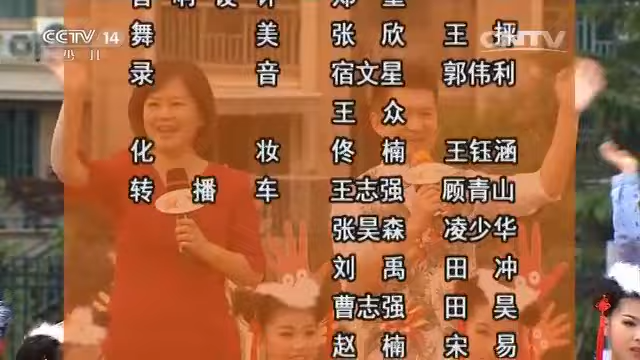 CCTV 14
少儿
CNTV
舞美 张欣 王抨
录音 宿文星 郭伟利
王众
化妆 佟楠 王钰涵
转播车 王志强 顾青山
张昊森 凌少华
刘禹 田冲
曹志强 田昊
赵楠 宋易